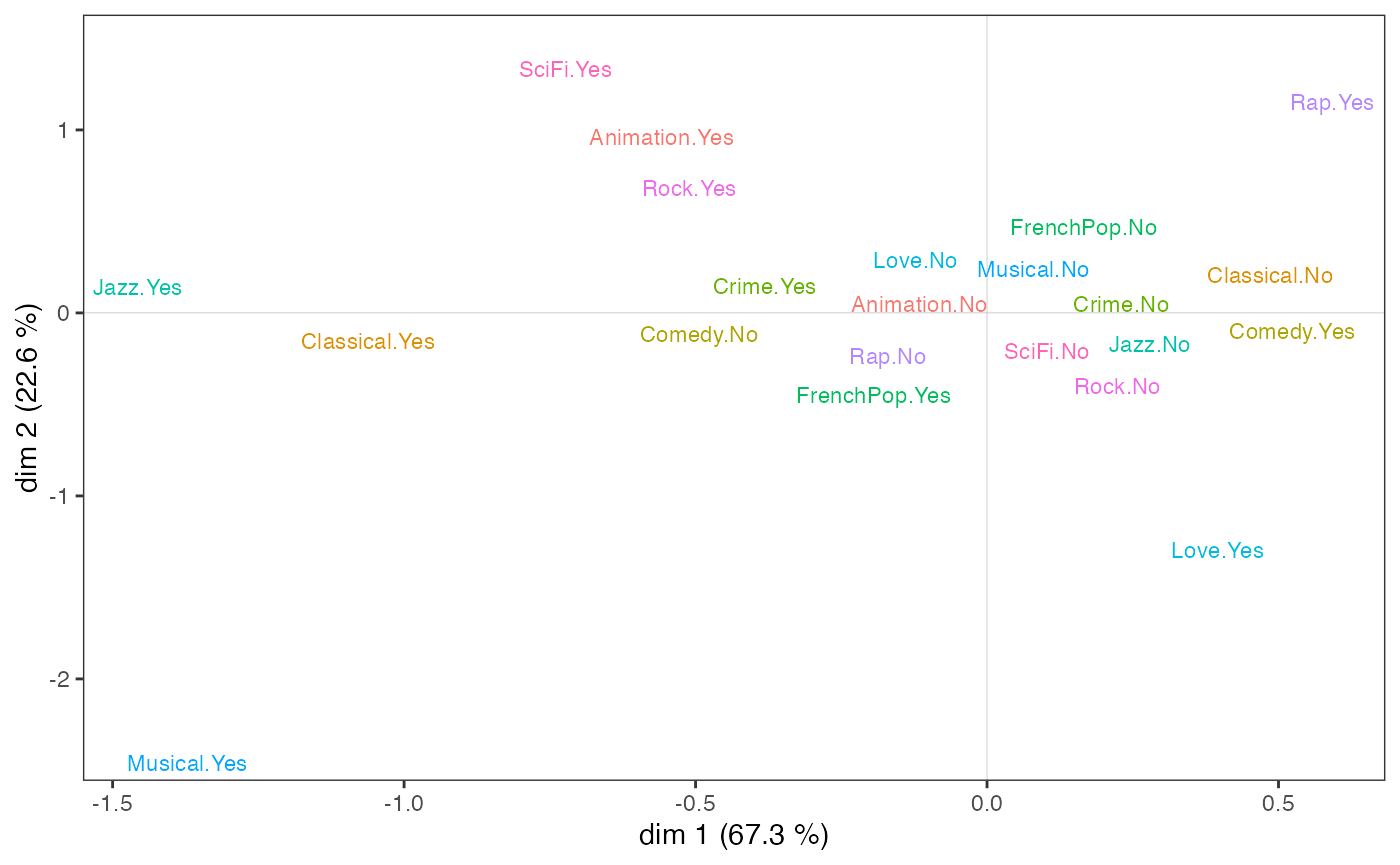 SciFi.Yes
Rap.Yes
1
Animation.Yes
Rock.Yes
FrenchPop.No
Love.No
Musical.No
Classical.No
Jazz.Yes
Crime.Yes
Animation.No
Crime.No
0
Classical.Yes
Comedy.No
Comedy.Yes
Rap.No
SciFi.No
Jazz.No
FrenchPop.Yes
Rock.No
dim 2 (22.6 %)
-1
Love.Yes
-2
Musical.Yes
-1.5 -1.0 -0.5 0.0 0.5
dim 1 (67.3 %)